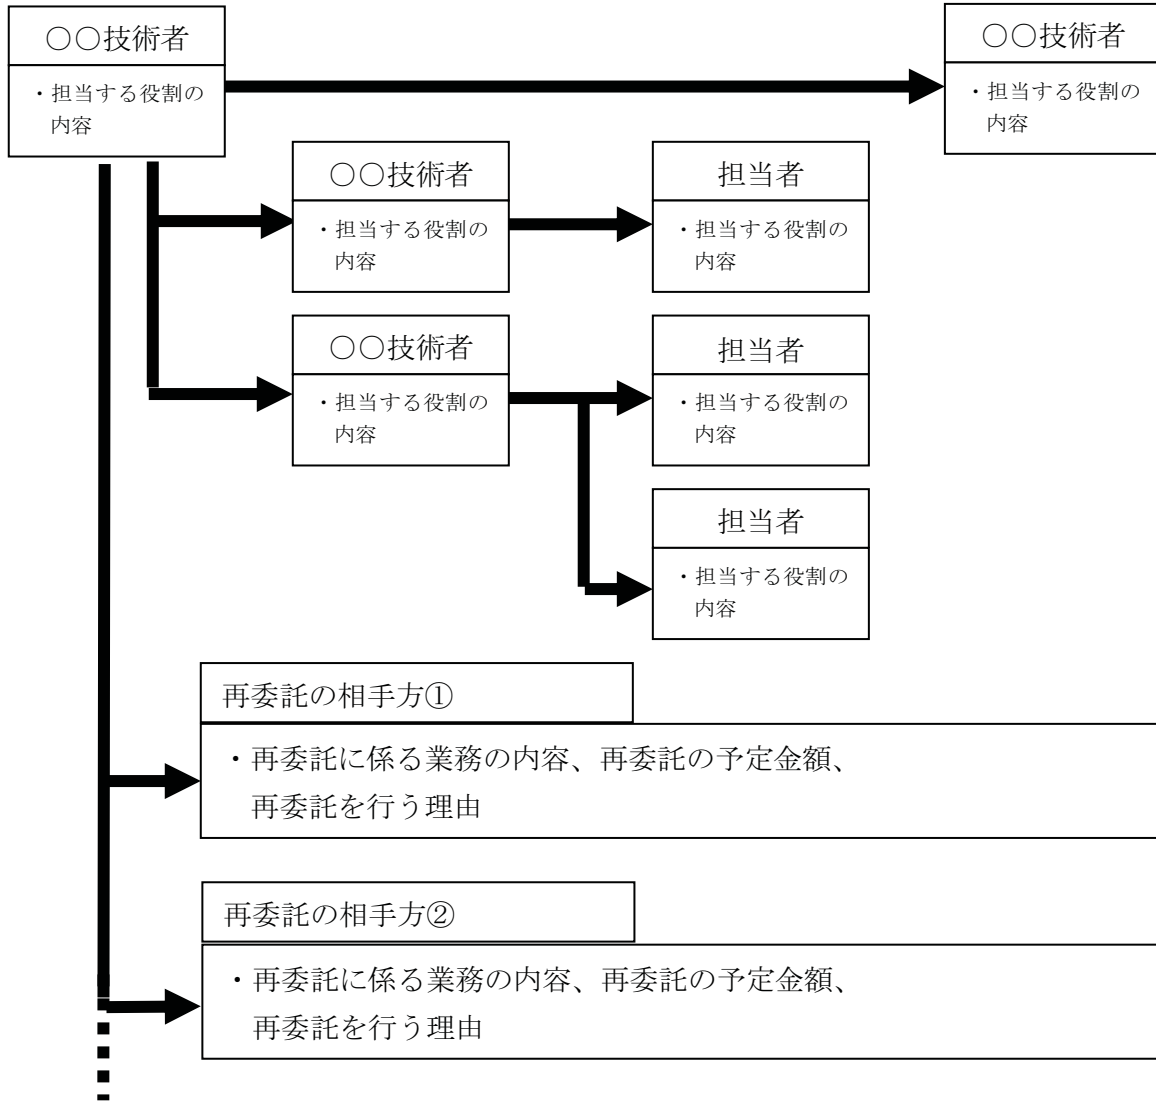 ○○技術者
・担当する役割の
内容
○○技術者
・担当する役割の
内容
○○技術者
・担当する役割の
内容
担当者
・担当する役割の
内容
○○技術者
・担当する役割の
内容
担当者
・担当する役割の
内容
担当者
・担当する役割の
内容
再委託の相手方①
・再委託に係る業務の内容、再委託の予定金額、
再委託を行う理由
再委託の相手方②
・再委託に係る業務の内容、再委託の予定金額、
再委託を行う理由